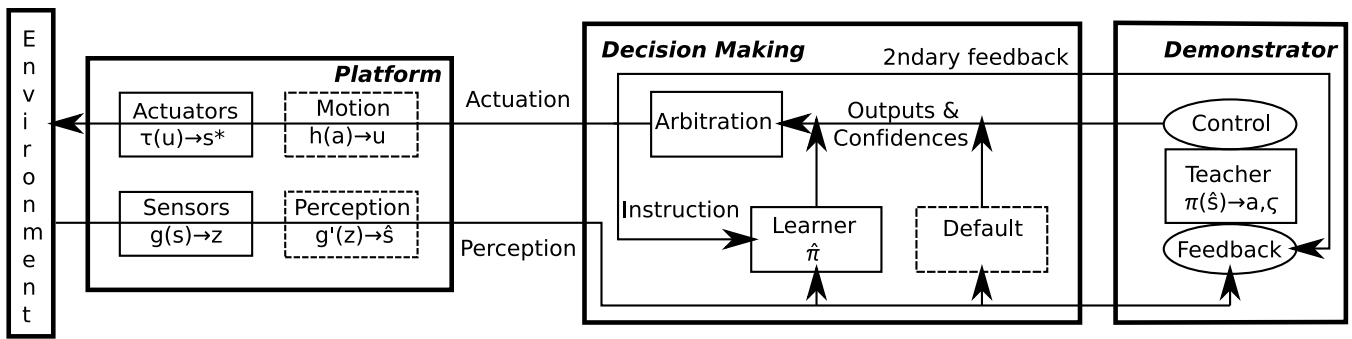 Environment
Platform
Actuators
τ(u)→s*
Motion
h(a)→u
Sensors
g(s)→z
Perception
g'(z)→ŝ
Actuation
Perception
Decision Making
2ndary feedback
Arbitration
Outputs &
Confidences
Instruction
Learner
π̂
Default
Demonstrator
Control
Teacher
π(ŝ)→a,ς
Feedback